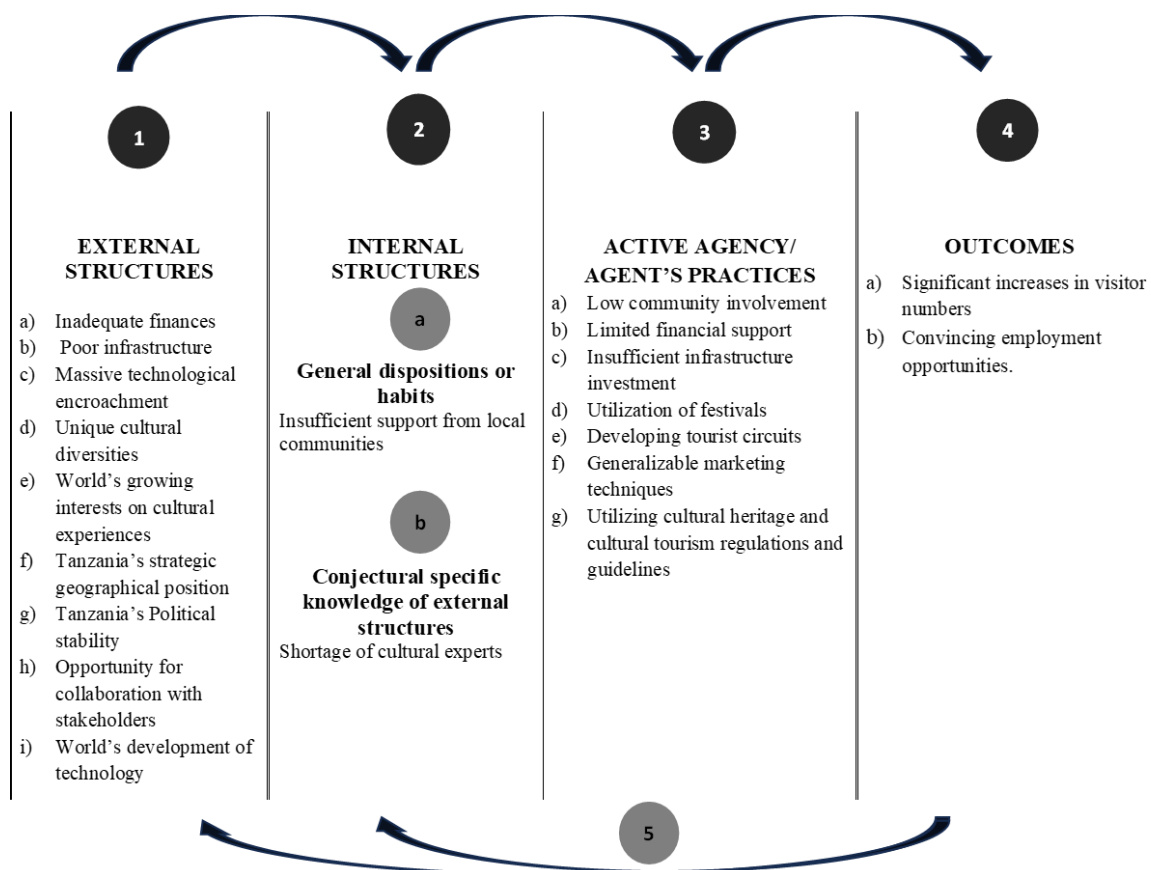 1
2
3
4
EXTERNAL
STRUCTURES
a) Inadequate finances
b) Poor infrastructure
c) Massive technological
encroachment
d) Unique cultural
diversities
e) World's growing
interests on cultural
experiences
f) Tanzania's strategic
geographical position
g) Tanzania's Political
stability
h) Opportunity for
collaboration with
stakeholders
i) World's development of
technology
INTERNAL
STRUCTURES
a
General dispositions or
habits
Insufficient support from local
communities
b
Conjectural specific
knowledge of external
structures
Shortage of cultural experts
ACTIVE AGENCY/
AGENT'S PRACTICES
a) Low community involvement
b) Limited financial support
c) Insufficient infrastructure
investment
d) Utilization of festivals
e) Developing tourist circuits
f) Generalizable marketing
techniques
g) Utilizing cultural heritage and
cultural tourism regulations and
guidelines
OUTCOMES
a) Significant increases in visitor
numbers
b) Convincing employment
opportunities.
5